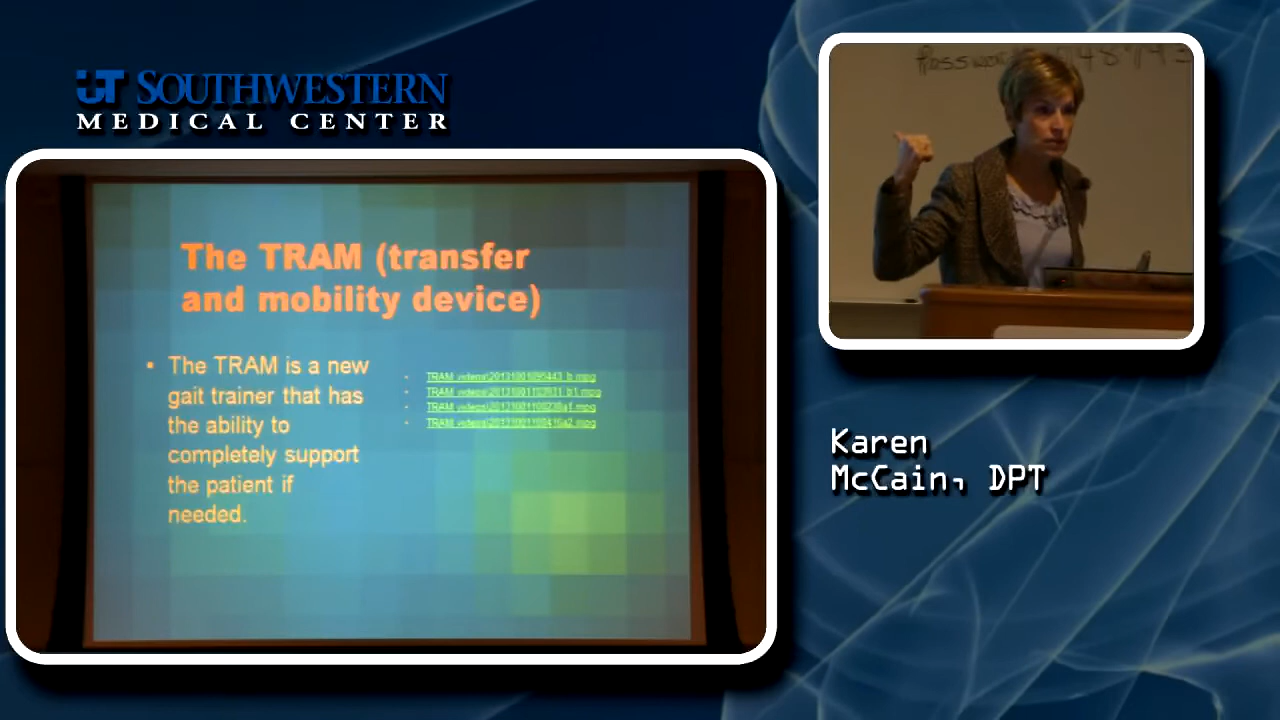 UT SOUTHWESTERN
MEDICAL CENTER
The TRAM (transfer
and mobility device)
• The TRAM is a new
gait trainer that has
the ability to
completely support
the patient if
needed.
Karen
McCain, DPT